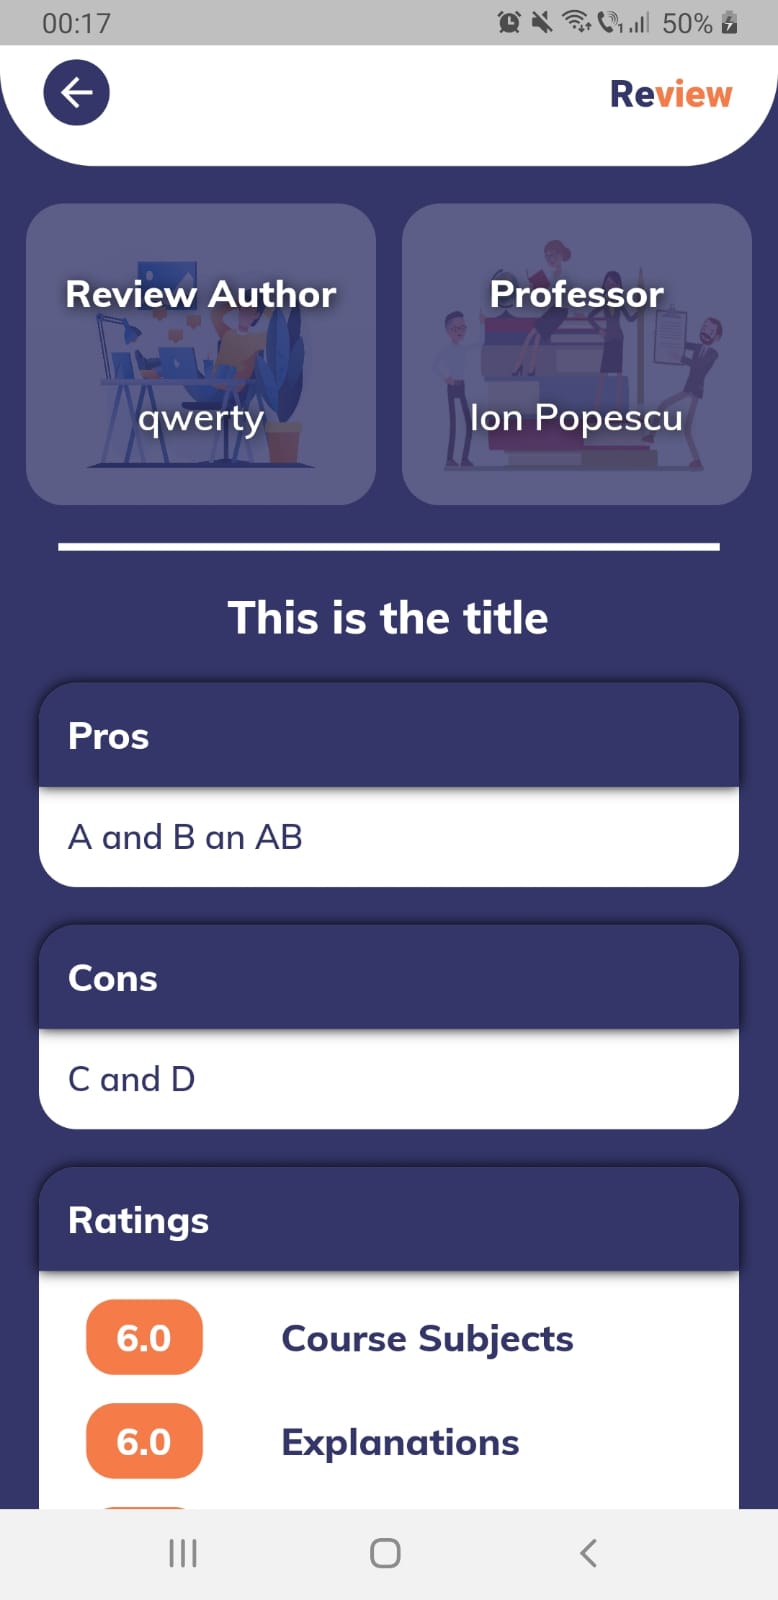 00:17
1
50%
Review
Review Author
qwerty
Professor
Ion Popescu
This is the title
Pros
A and B an AB
Cons
C and D
Ratings
6.0 Course Subjects
6.0 Explanations